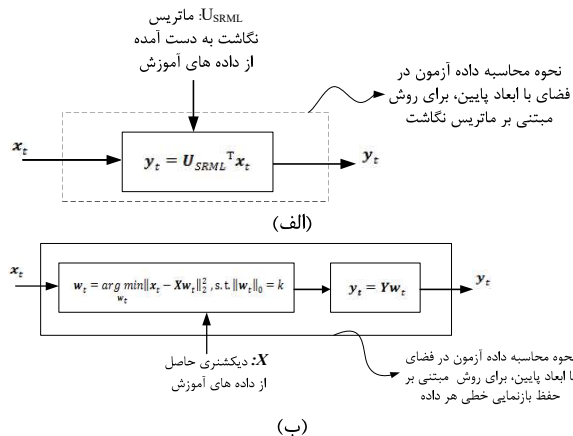 U_SRML: ماتریس
نگاشت به دست آمده
از داده های آموزش
نحوه محاسبه داده آزمون در
فضای با ابعاد پایین، برای روش
مبتنی بر ماتریس نگاشت
x_t
y_t = U_SRML^T x_t
y_t
(الف)
x_t
w_t = arg min_{w_t} ||x_t − Xw_t||_2^2 , s.t. ||w_t||_0 = k
y_t = Yw_t
y_t
X: دیکشنری حاصل
از داده های آموزش
نحوه محاسبه داده آزمون در فضای
با ابعاد پایین، برای روش مبتنی بر
حفظ بازنمایی خطی هر داده
(ب)